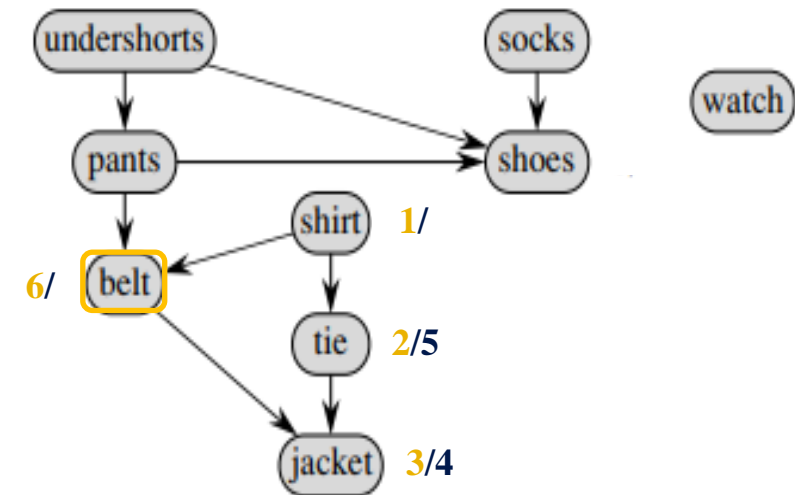 undershorts
socks
watch
pants
shoes
shirt 1/
6/ belt
tie 2/5
jacket 3/4